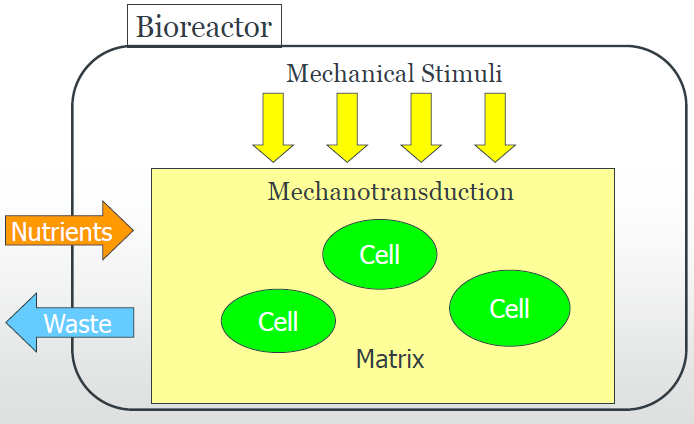 Bioreactor
Mechanical Stimuli
Mechanotransduction
Nutrients
Cell
Cell
Cell
Waste
Matrix